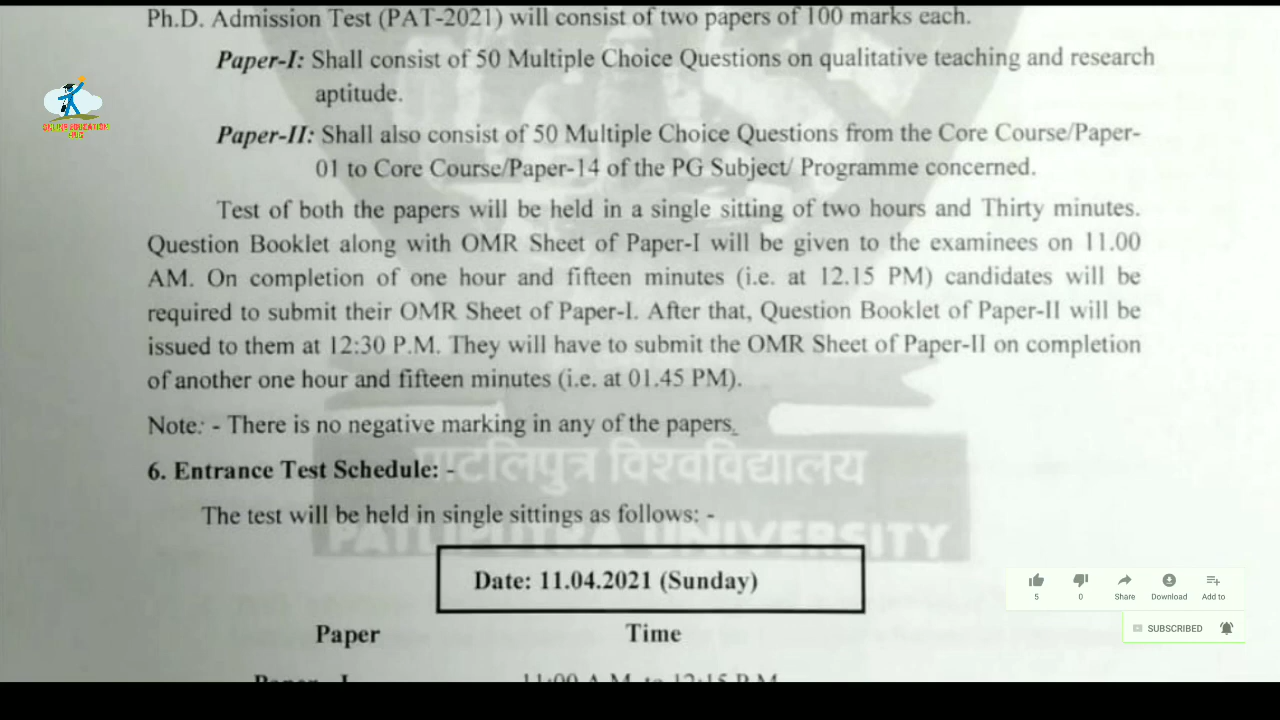 Ph.D. Admission Test (PAT-2021) will consist of two papers of 100 marks each.
Paper-I: Shall consist of 50 Multiple Choice Questions on qualitative teaching and research
aptitude.
ONLINE EDUCATION
Paper-II: Shall also consist of 50 Multiple Choice Questions from the Core Course/Paper-
01 to Core Course/Paper-14 of the PG Subject/ Programme concerned.
Test of both the papers will be held in a single sitting of two hours and Thirty minutes.
Question Booklet along with OMR Sheet of Paper-I will be given to the examinees on 11.00
AM. On completion of one hour and fifteen minutes (i.e. at 12.15 PM) candidates will be
required to submit their OMR Sheet of Paper-I. After that, Question Booklet of Paper-II will be
issued to them at 12:30 P.M. They will have to submit the OMR Sheet of Paper-II on completion
of another one hour and fifteen minutes (i.e. at 01.45 PM).
Note: - There is no negative marking in any of the papers.
पाटलिपुत्र विश्वविद्यालय
6. Entrance Test Schedule: -
The test will be held in single sittings as follows: -
PATLIPUTRA UNIVERSITY
Date: 11.04.2021 (Sunday)
5 0 Share Download Add to
SUBSCRIBED
Paper Time
Paper - I 11:00 A.M. to 12:15 P.M.